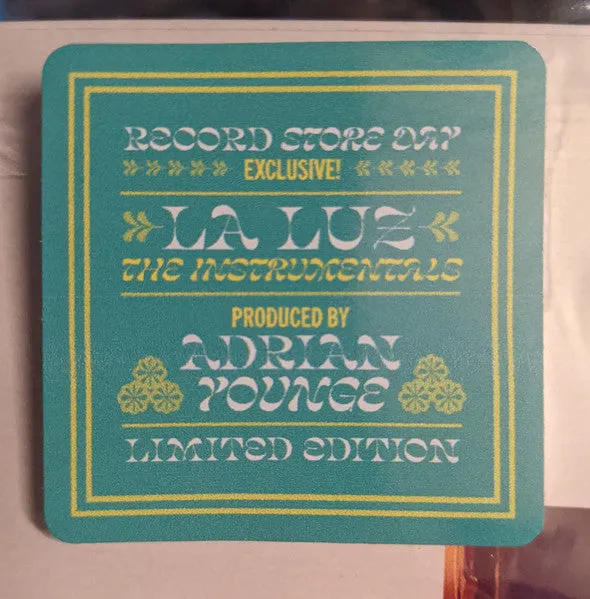 RECORD STORE DAY
EXCLUSIVE!
LA LUZ
THE INSTRUMENTALS
PRODUCED BY
ADRIAN
YOUNGE
LIMITED EDITION